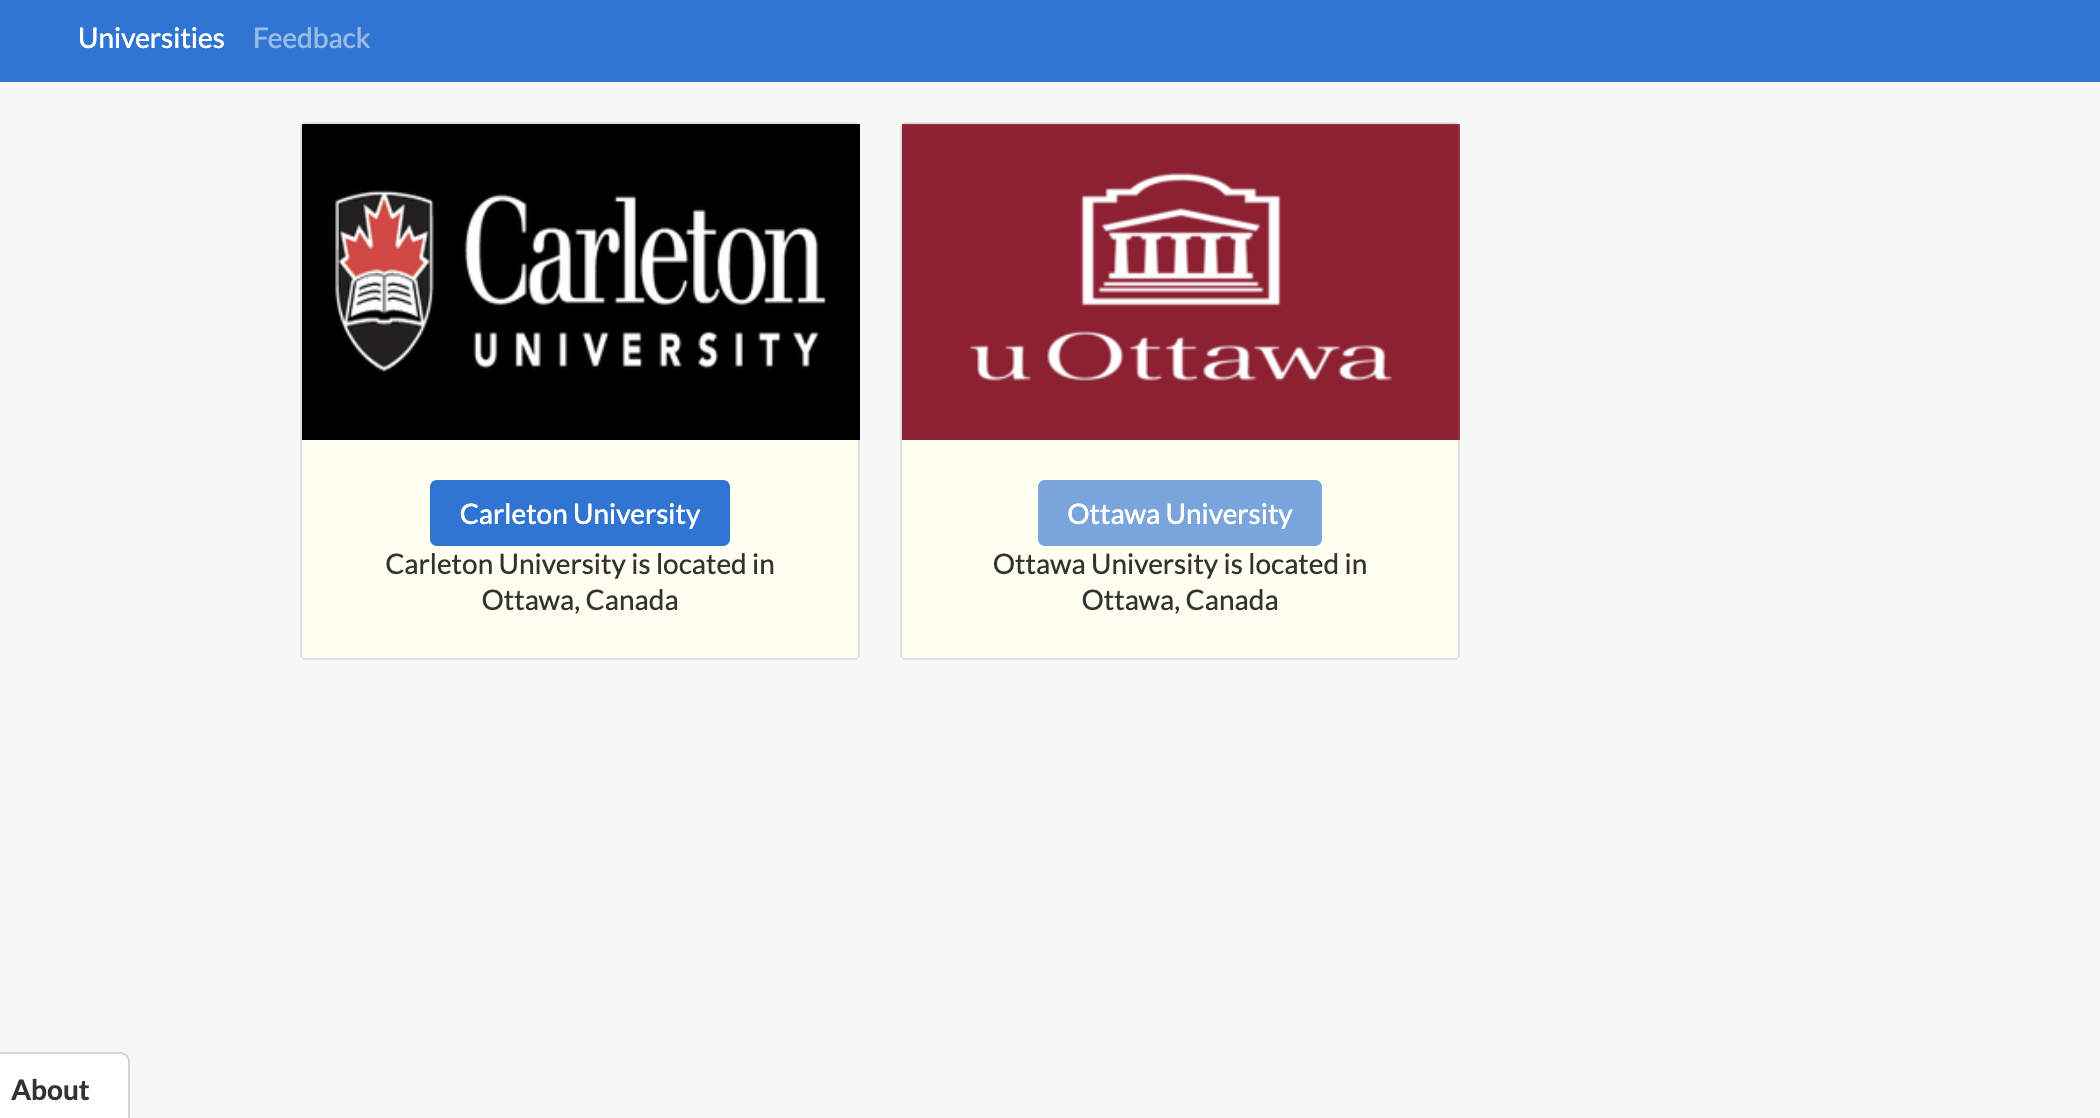 Universities Feedback
Carleton
UNIVERSITY
uOttawa
Carleton University
Carleton University is located in
Ottawa, Canada
Ottawa University
Ottawa University is located in
Ottawa, Canada
About